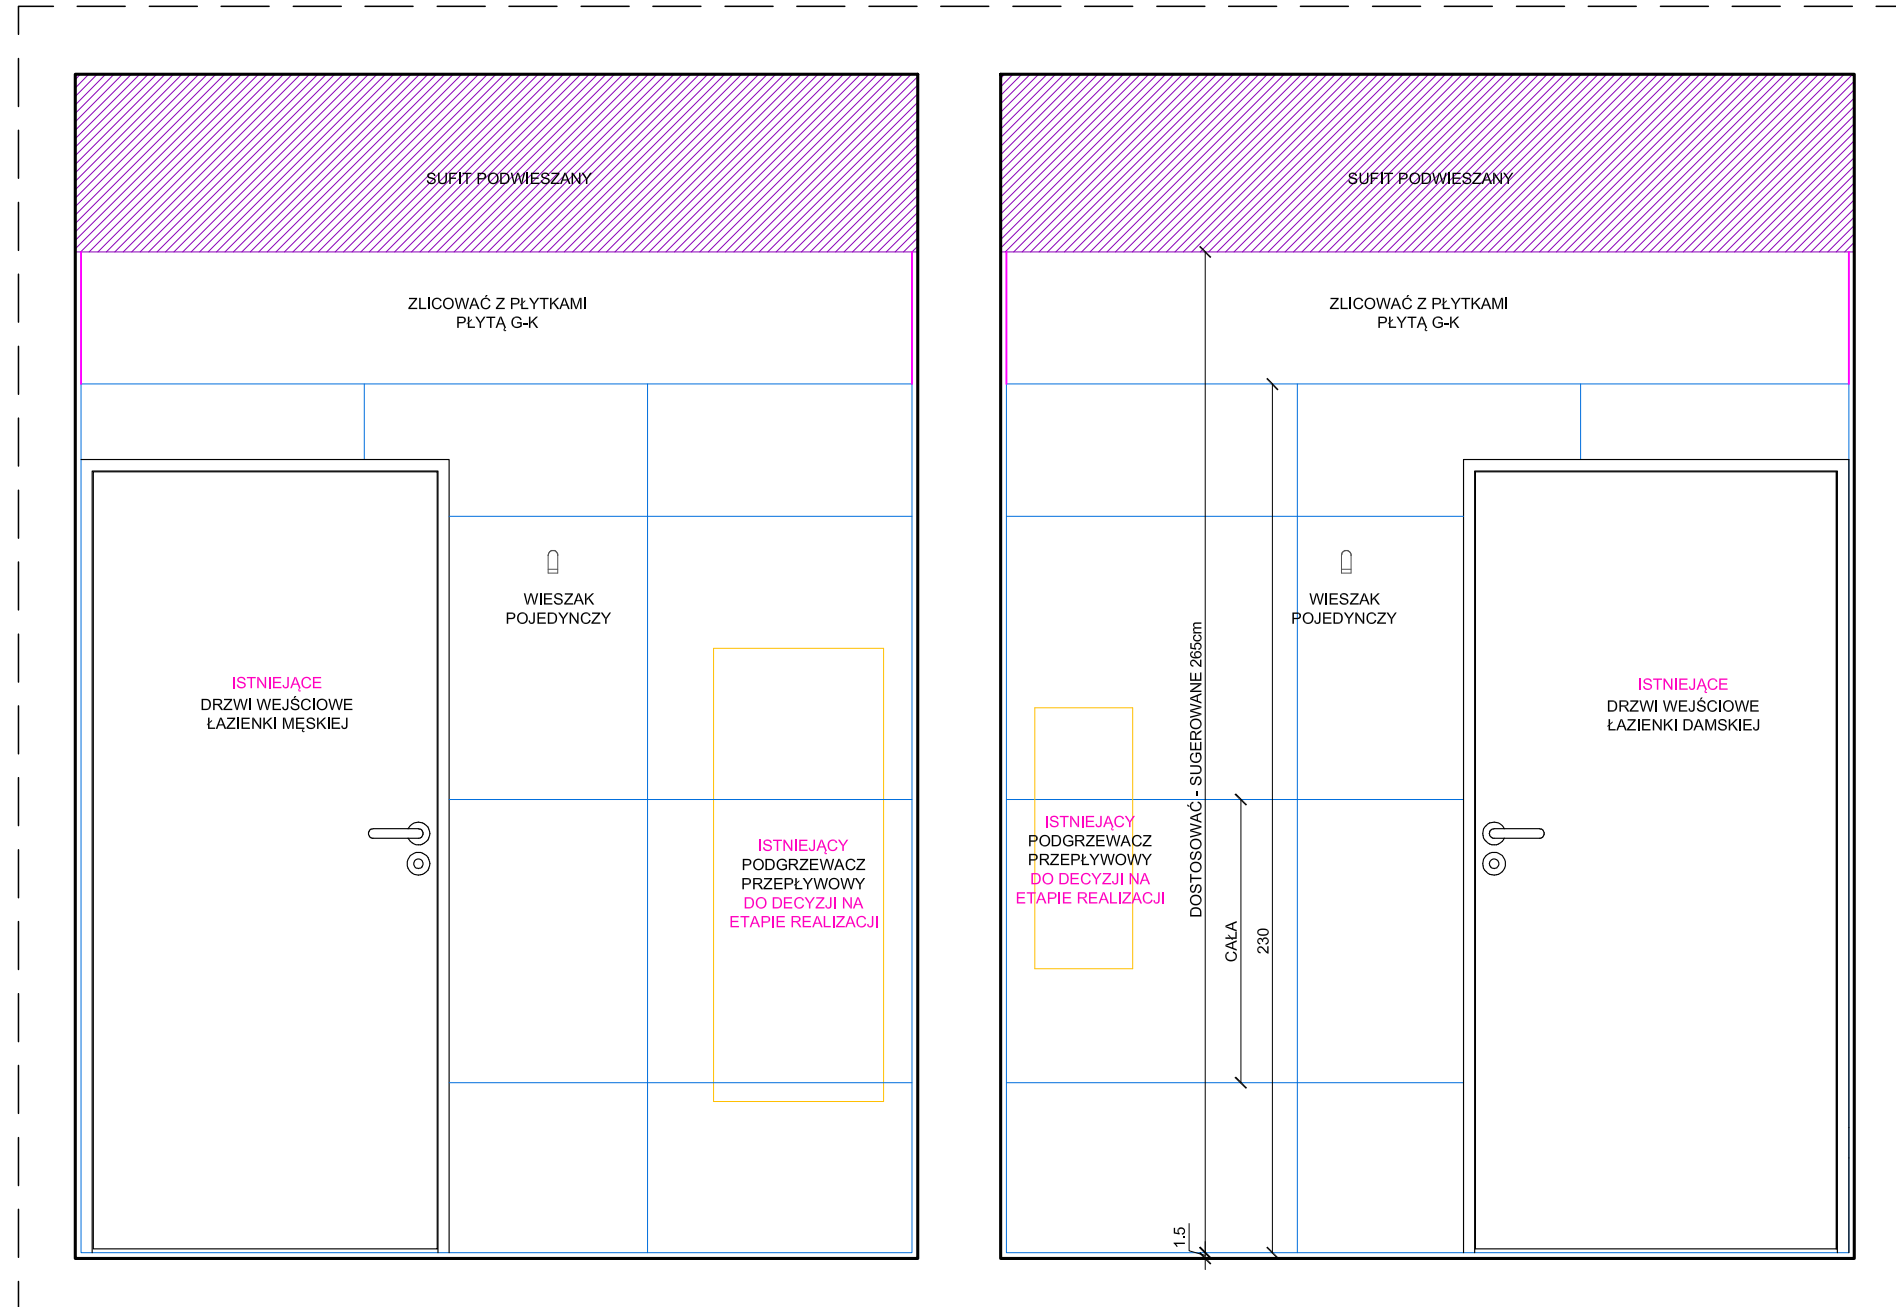 SUFIT PODWIESZANY
ZLICOWAĆ Z PŁYTKAMI
PŁYTĄ G-K
WIESZAK
POJEDYNCZY
ISTNIEJĄCE
DRZWI WEJŚCIOWE
ŁAZIENKI MĘSKIEJ
ISTNIEJĄCY
PODGRZEWACZ
PRZEPŁYWOWY
DO DECYZJI NA
ETAPIE REALIZACJI
SUFIT PODWIESZANY
ZLICOWAĆ Z PŁYTKAMI
PŁYTĄ G-K
WIESZAK
POJEDYNCZY
ISTNIEJĄCE
DRZWI WEJŚCIOWE
ŁAZIENKI DAMSKIEJ
ISTNIEJĄCY
PODGRZEWACZ
PRZEPŁYWOWY
DO DECYZJI NA
ETAPIE REALIZACJI
DOSTOSOWAĆ - SUGEROWANE 265cm
CAŁA
230
1.5